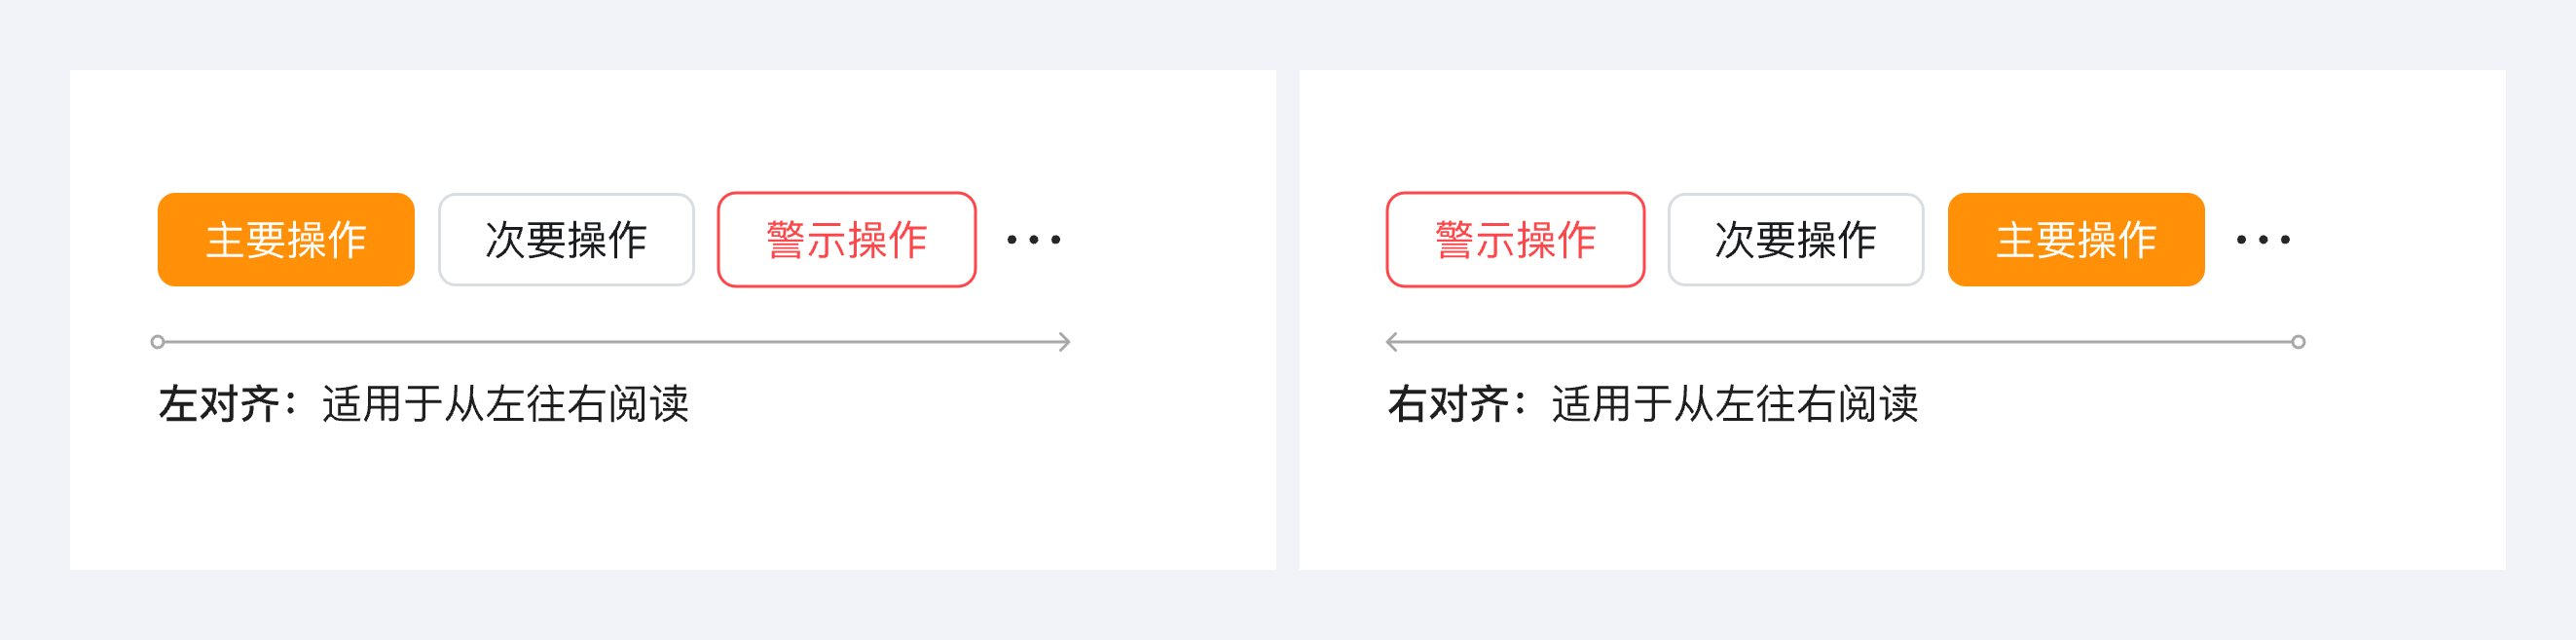 主要操作 次要操作 警示操作 •••
左对齐：适用于从左往右阅读
警示操作 次要操作 主要操作 •••
右对齐：适用于从左往右阅读